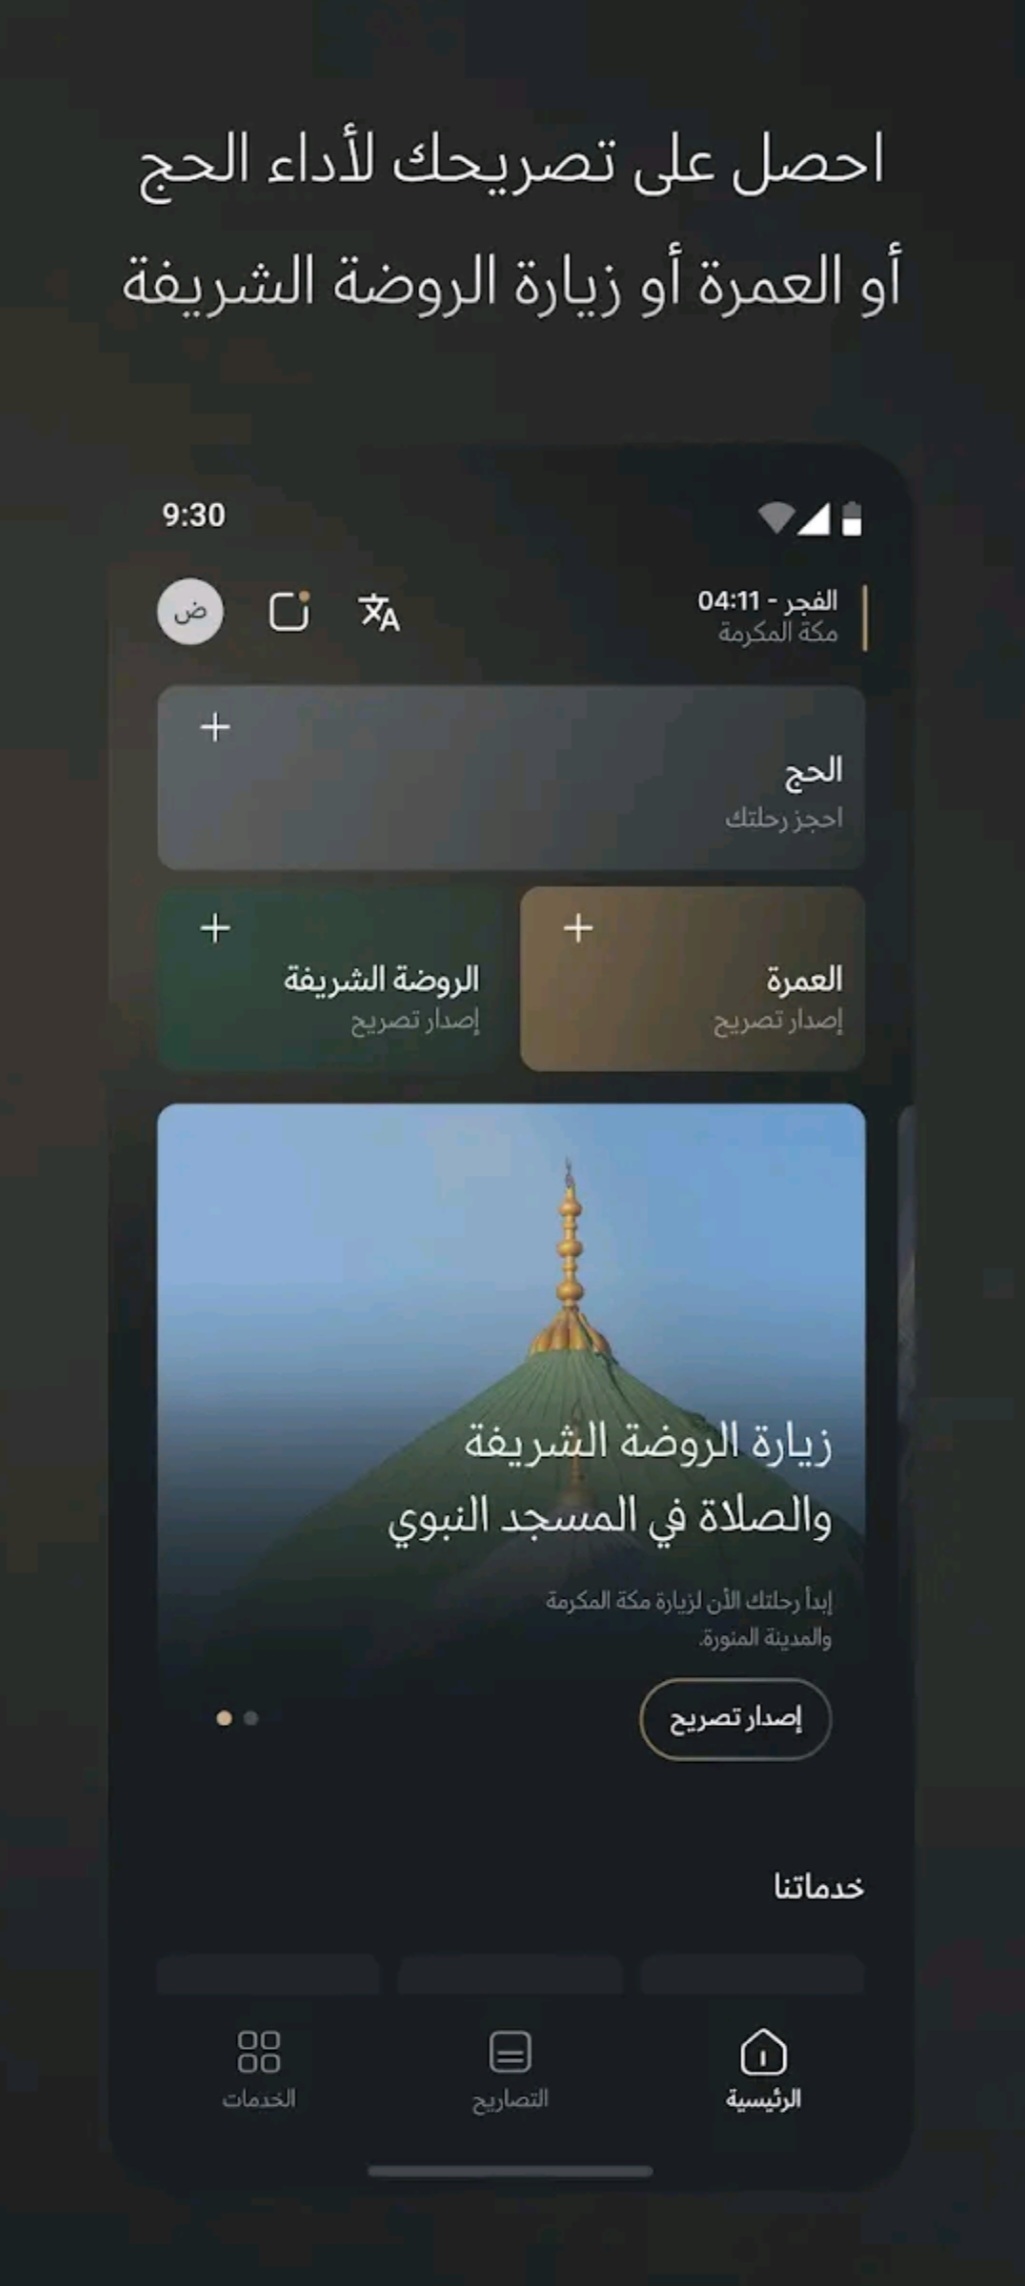 احصل على تصريحك لأداء الحج
أو العمرة أو زيارة الروضة الشريفة
9:30
الفجر - 04:11
مكة المكرمة
ض
الحج
احجز رحلتك
العمرة
إصدار تصريح
الروضة الشريفة
إصدار تصريح
زيارة الروضة الشريفة
والصلاة في المسجد النبوي
إبدأ رحلتك الأن لزيارة مكة المكرمة
والمدينة المنورة.
إصدار تصريح
خدماتنا
الرئيسية
التصاريح
الخدمات